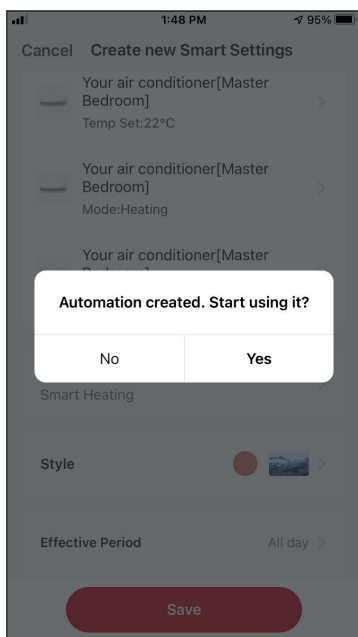 1:48 PM
95%
Cancel
Create new Smart Settings
Your air conditioner[Master
Bedroom]
Temp Set:22°C
Your air conditioner[Master
Bedroom]
Mode:Heating
Your air conditioner[Master
Automation created. Start using it?
No
Yes
Smart Heating
Style
Effective Period
All day
Save